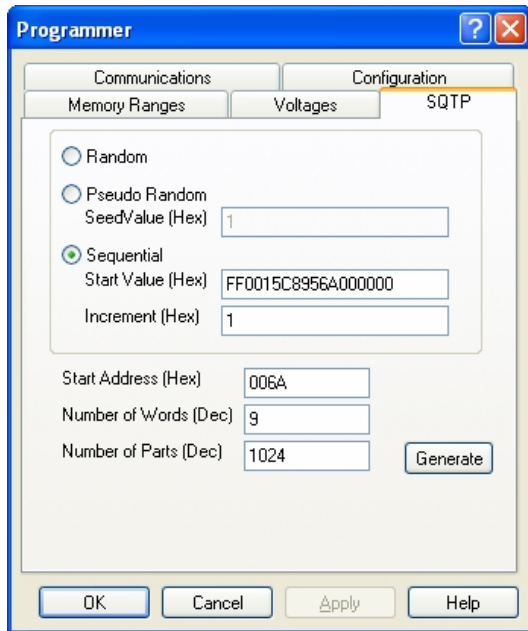 Programmer
Communications Configuration
Memory Ranges Voltages SQTP
Random
Pseudo Random
SeedValue (Hex) 1
Sequential
Start Value (Hex) FF0015C8956A000000
Increment (Hex) 1
Start Address (Hex) 006A
Number of Words (Dec) 9
Number of Parts (Dec) 1024 Generate
OK Cancel Apply Help